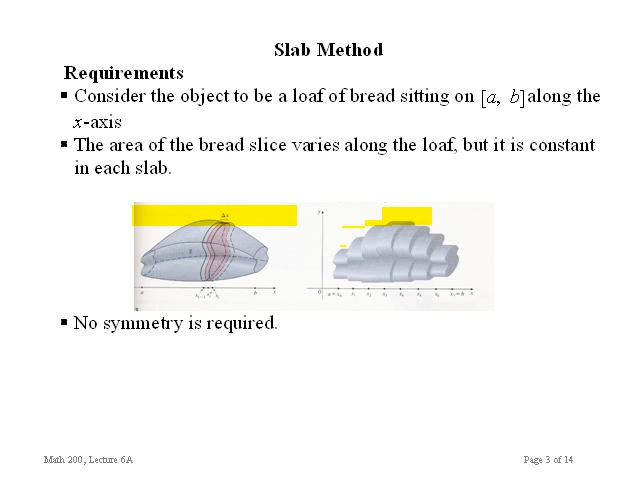 Slab Method
Requirements
▪ Consider the object to be a loaf of bread sitting on [a, b] along the
x-axis
▪ The area of the bread slice varies along the loaf, but it is constant
in each slab.
Δx
y
a
b
x
0
x
▪ No symmetry is required.
Math 200, Lecture 6A
Page 3 of 14